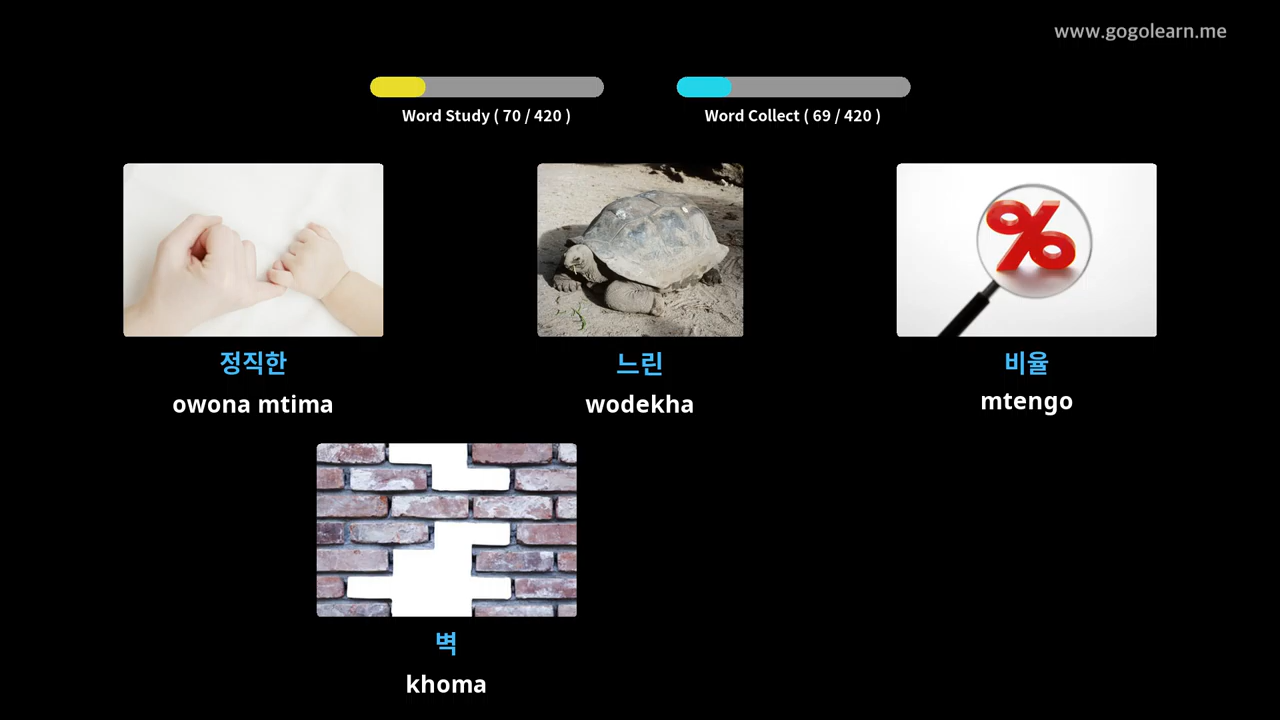 www.gogolearn.me
Word Study ( 70 / 420 )
Word Collect ( 69 / 420 )
정직한
owona mtima
느린
wodekha
비율
mtengo
벽
khoma